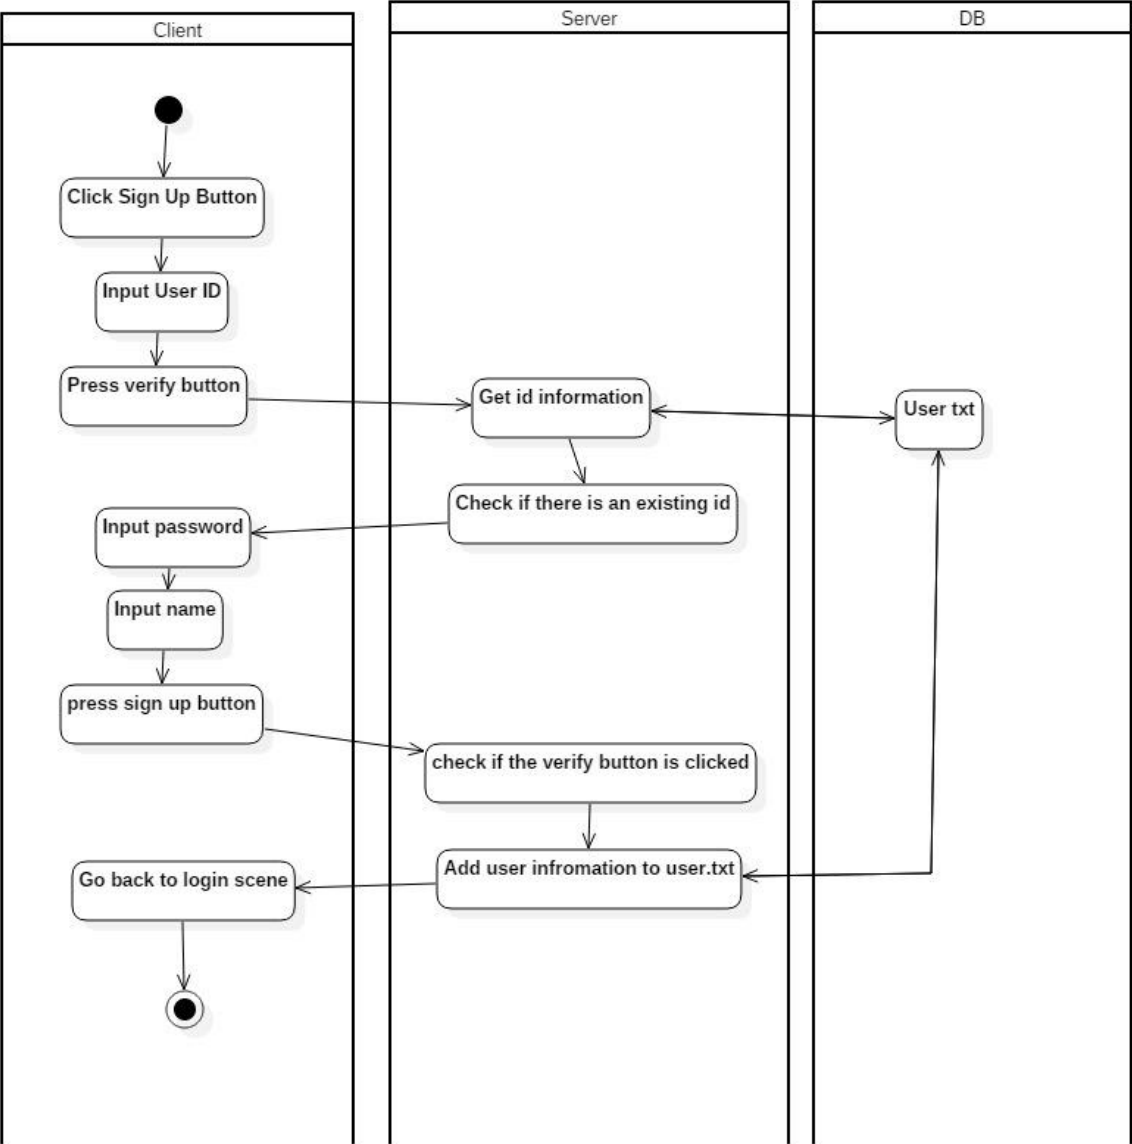 Client
Server
DB
Click Sign Up Button
Input User ID
Press verify button
Get id information
User txt
Check if there is an existing id
Input password
Input name
press sign up button
check if the verify button is clicked
Add user infromation to user.txt
Go back to login scene